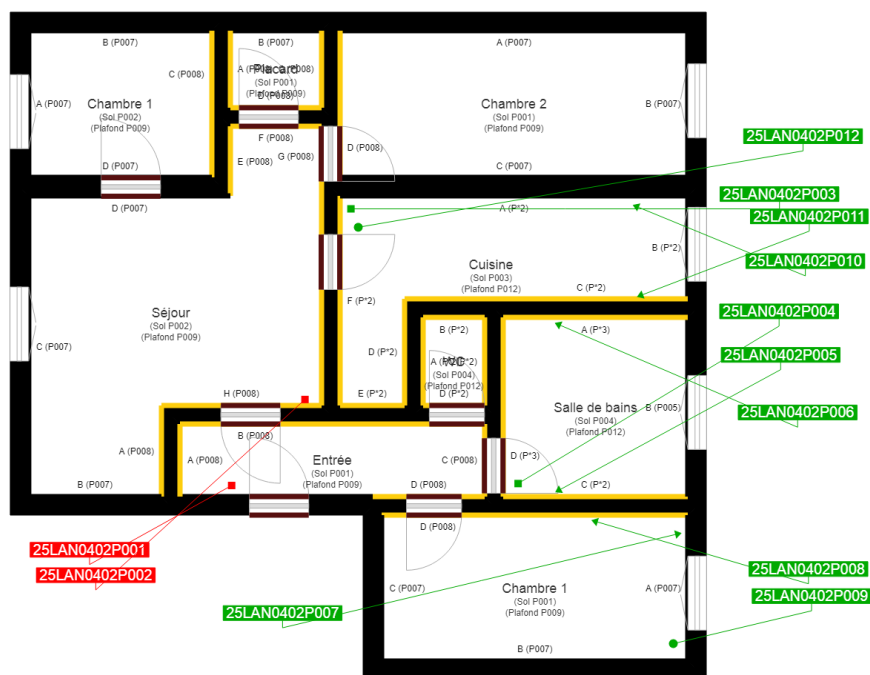 B (P007)
A (P007)
C (P008)
Chambre 1
(Sol P002)
(Plafond P009)
D (P007)
B (P007)
Placard
(Sol P001)
(Plafond P009)
D (P008)
F (P008)
E (P008)
G (P008)
A (P007)
Chambre 2
(Sol P001)
(Plafond P009)
B (P007)
D (P008)
C (P007)
25LAN0402P012
25LAN0402P003
25LAN0402P011
25LAN0402P010
D (P007)
Séjour
(Sol P002)
(Plafond P009)
C (P007)
H (P008)
A (P008)
B (P007)
A (P*2)
B (P*2)
Cuisine
(Sol P003)
(Plafond P012)
C (P*2)
F (P*2)
D (P*2)
E (P*2)
B (P*2)
WC
(Sol P004)
(Plafond P012)
D (P*2)
A (P*3)
Salle de bains
(Sol P004)
(Plafond P012)
B (P005)
D (P*3)
C (P*2)
25LAN0402P004
25LAN0402P005
25LAN0402P006
B (P008)
A (P008)
Entrée
(Sol P001)
(Plafond P009)
C (P008)
D (P008)
25LAN0402P001
25LAN0402P002
D (P008)
C (P007)
Chambre 1
(Sol P001)
(Plafond P009)
A (P007)
B (P007)
25LAN0402P007
25LAN0402P008
25LAN0402P009